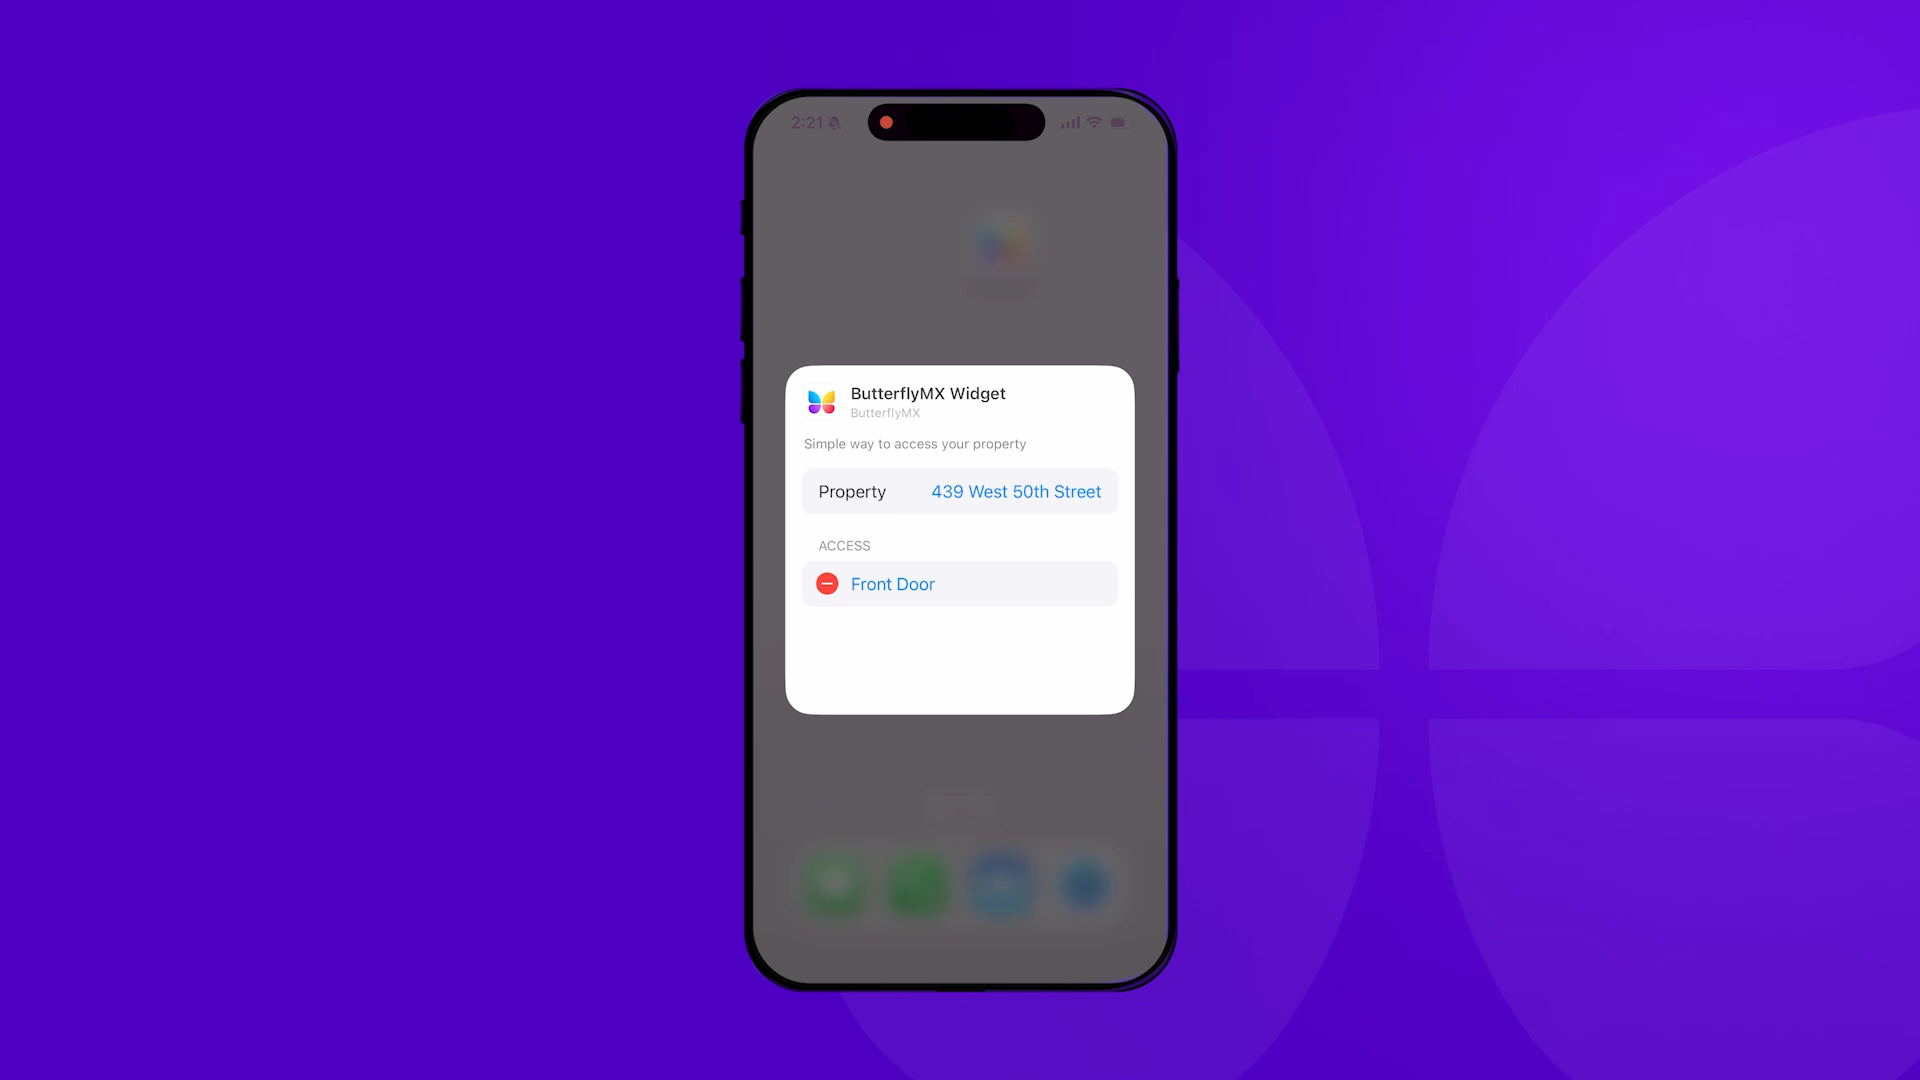 2:21
ButterflyMX Widget
ButterflyMX
Simple way to access your property
Property 439 West 50th Street
ACCESS
Front Door